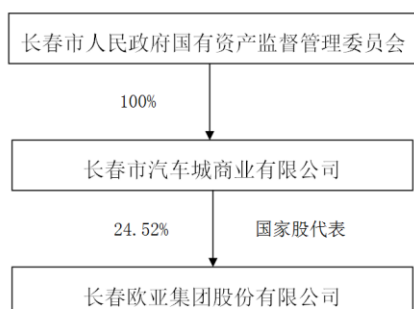 长春市人民政府国有资产监督管理委员会
100%
长春市汽车城商业有限公司
24.52% 国家股代表
长春欧亚集团股份有限公司